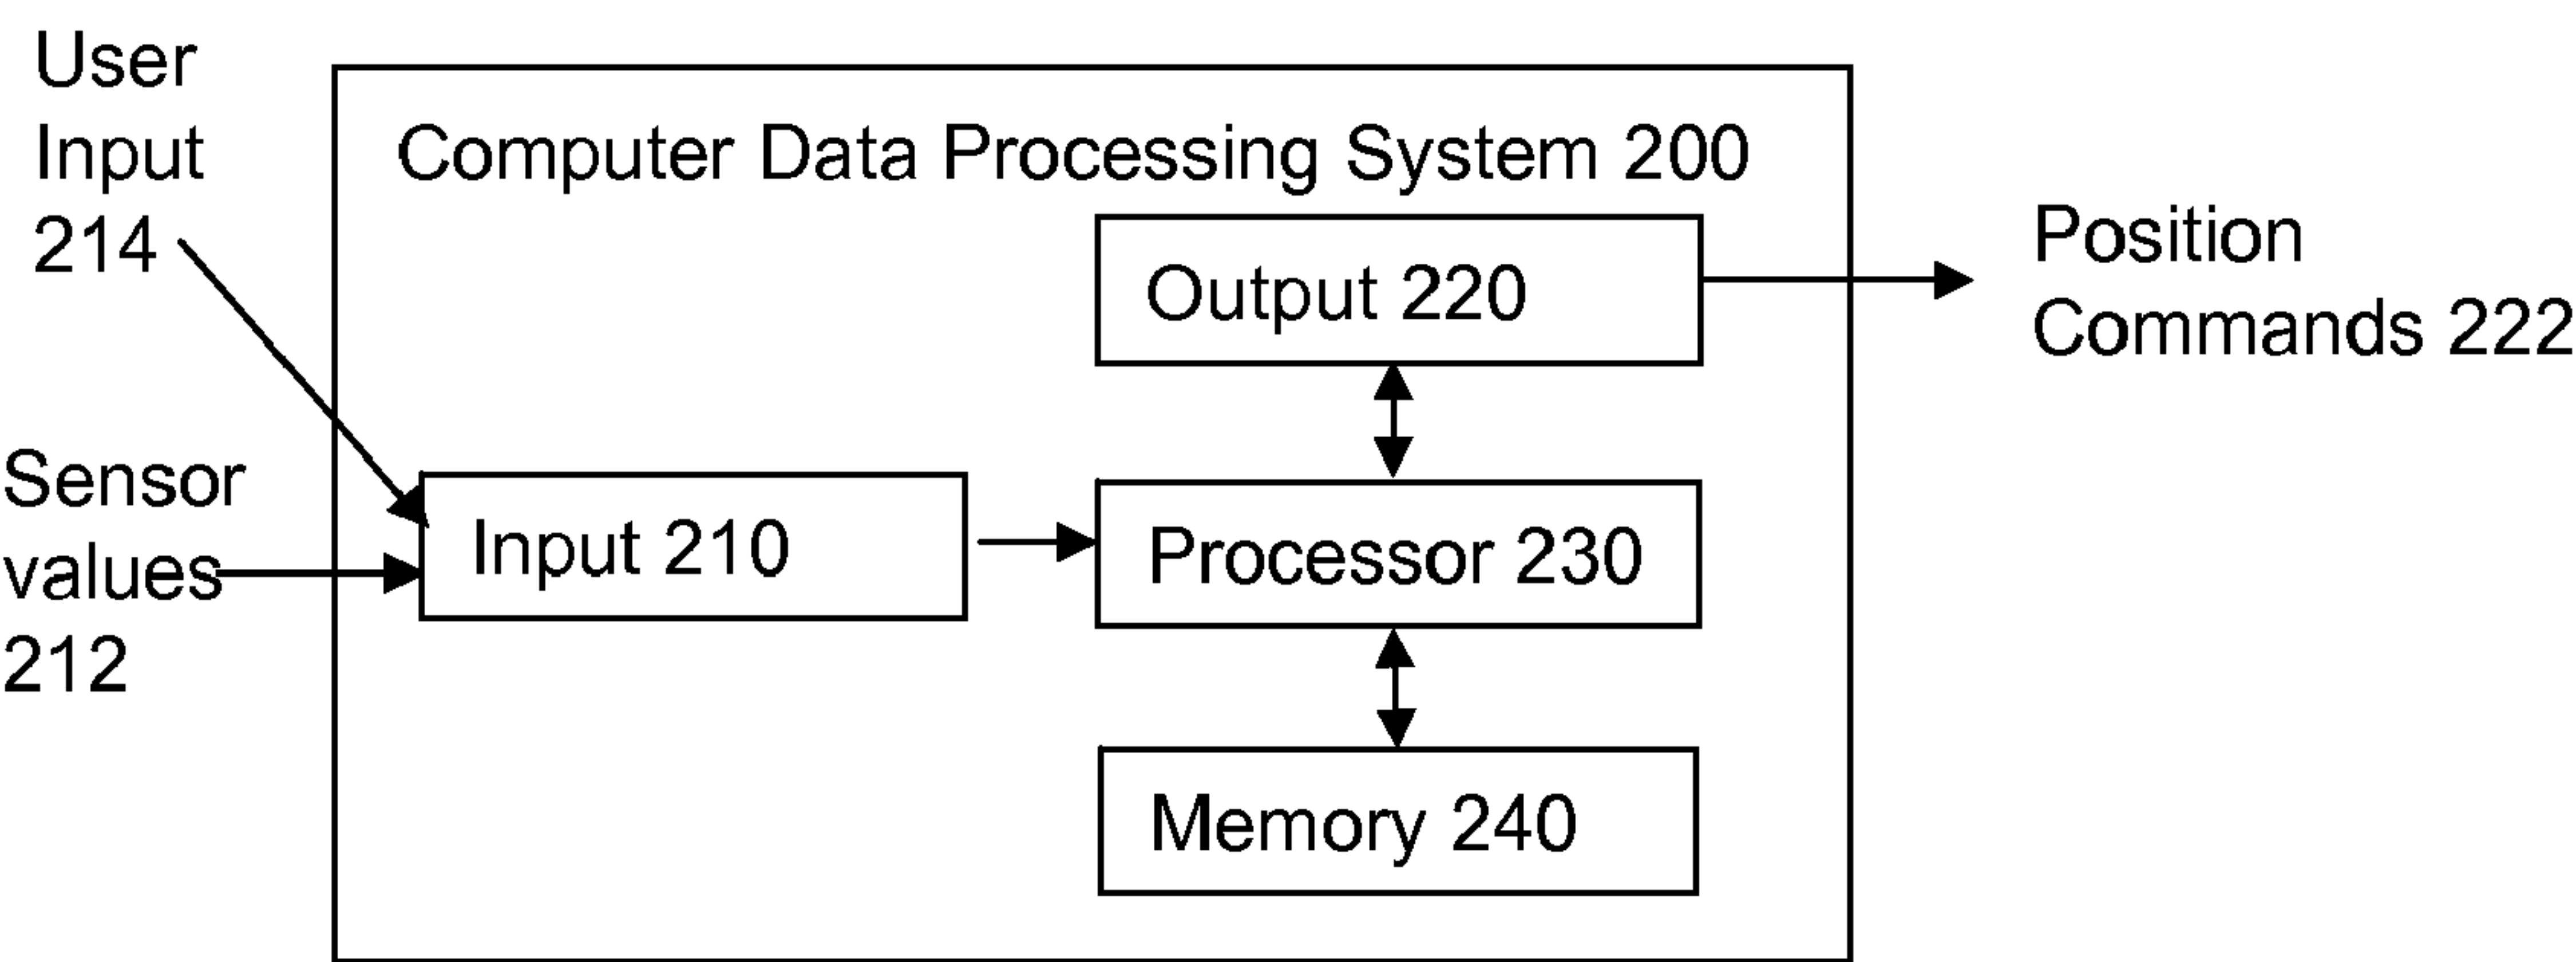 User
Input
214
Computer Data Processing System 200
Output 220
Position
Commands 222
Sensor
values
212
Input 210
Processor 230
Memory 240